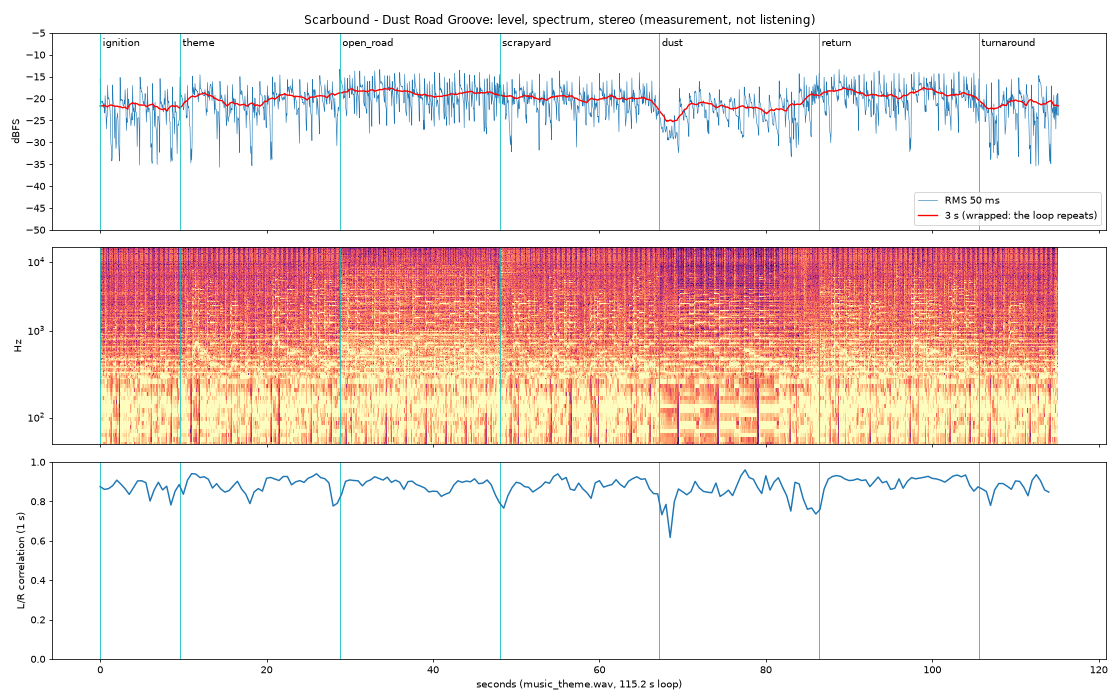 Scarbound - Dust Road Groove: level, spectrum, stereo (measurement, not listening)
ignition theme open_road scrapyard dust return turnaround
−5
−10
−15
−20
−25
−30
−35
−40
−45
−50
dBFS
RMS 50 ms
3 s (wrapped: the loop repeats)
10⁴
10³
10²
Hz
1.0
0.8
0.6
0.4
0.2
0.0
L/R correlation (1 s)
0 20 40 60 80 100 120
seconds (music_theme.wav, 115.2 s loop)